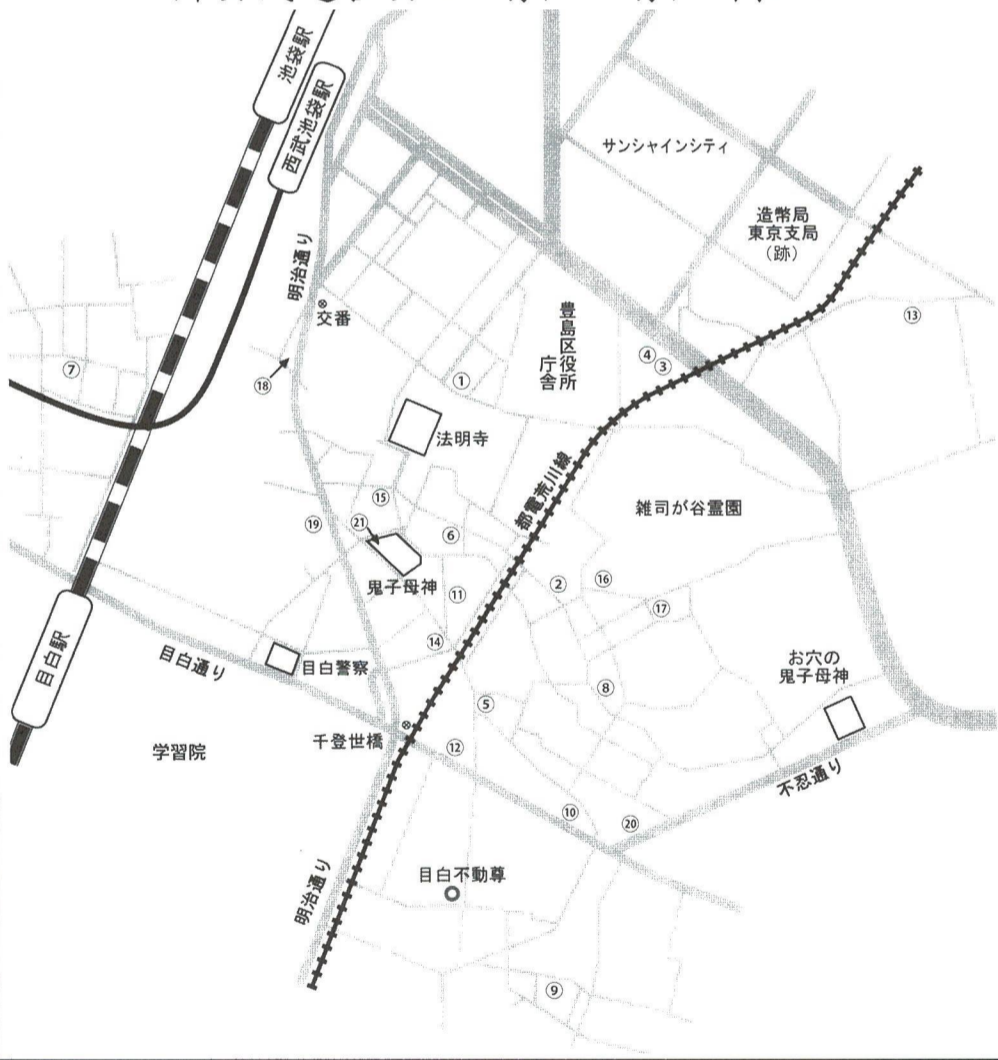 池袋駅
西武池袋駅
サンシャインシティ
造幣局
東京支局
(跡)
明治通り
⑬
交番
豊島区役所
庁舎
④
③
⑦
⑱
①
法明寺
都電荒川線
雑司が谷霊園
⑮
⑲
㉑
⑥
鬼子母神
②
⑯
⑪
⑰
⑭
目白駅
目白通り
目白警察
お穴の
鬼子母神
⑧
⑤
千登世橋
学習院
⑫
不忍通り
⑩
⑳
目白不動尊
明治通り
⑨